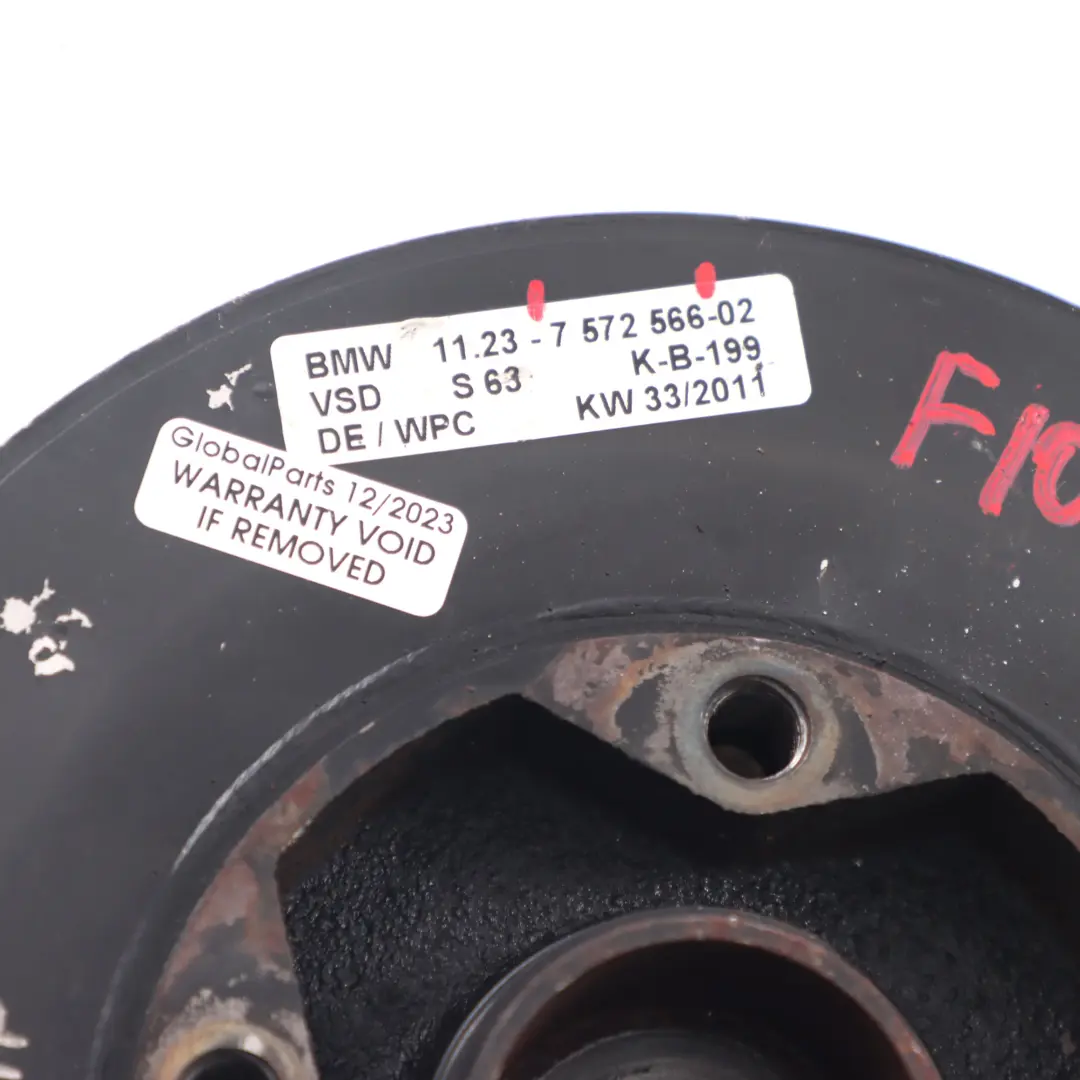 BMW 11.23 - 7 572 566-02
VSD S 63 K-B-199
DE / WPC KW 33/2011
GlobalParts 12/2023
WARRANTY VOID
IF REMOVED
F10